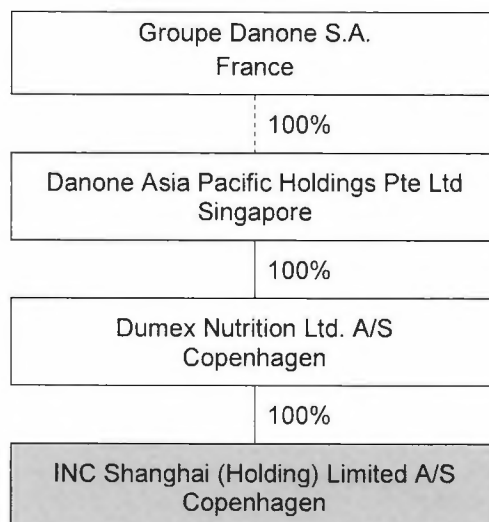 Groupe Danone S.A.
France
100%
Danone Asia Pacific Holdings Pte Ltd
Singapore
100%
Dumex Nutrition Ltd. A/S
Copenhagen
100%
INC Shanghai (Holding) Limited A/S
Copenhagen